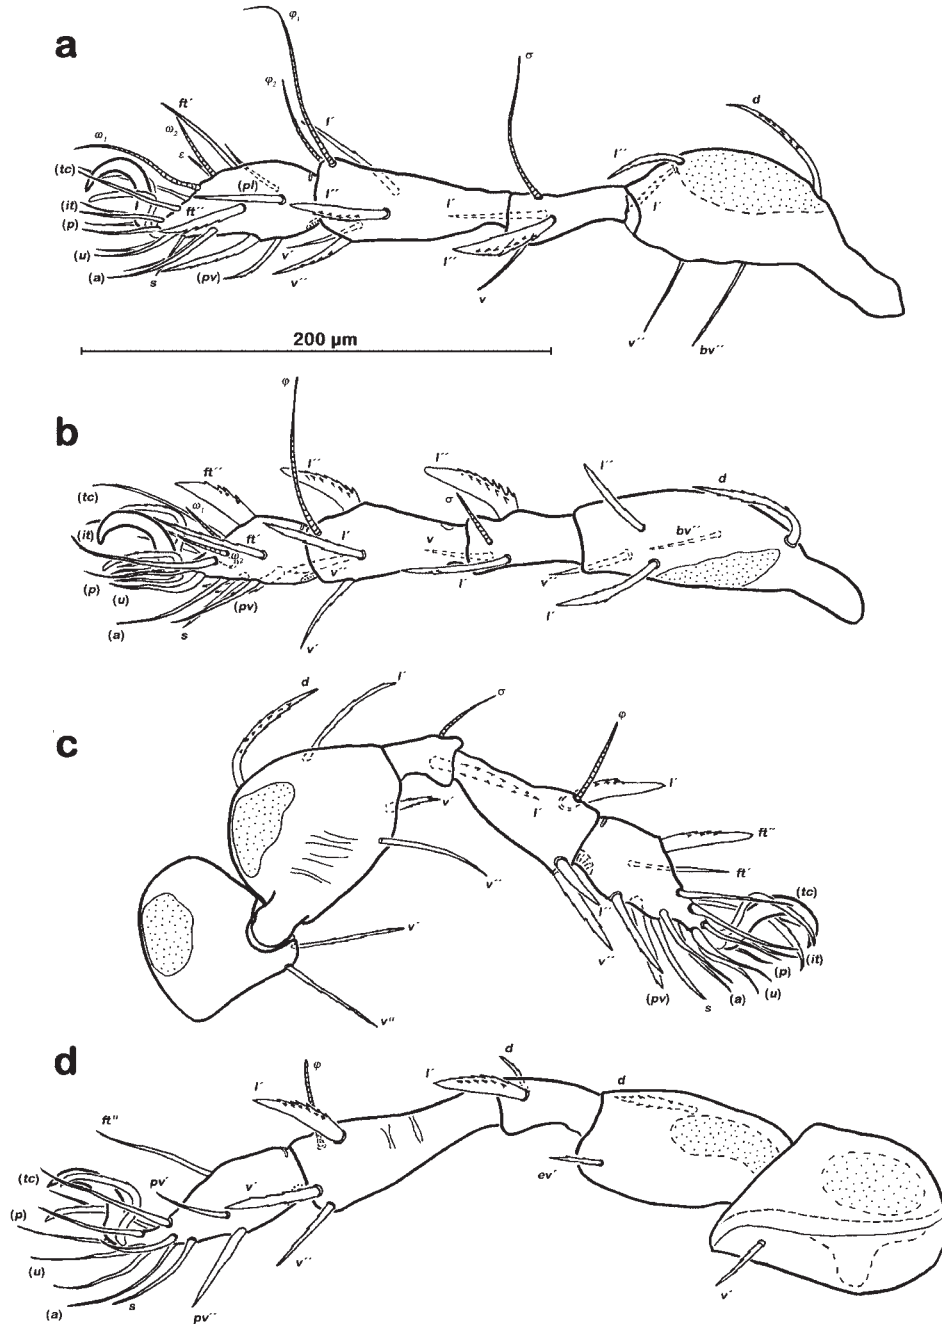 a
φ₁
σ
φ₂
d
ft´
l´
ω₂
ω₁
ε
l´´
(tc)
(pl)
(it)
l´´
l´
l´
(p)
ft´´
(u)
v´
l´´
(a)
s
(pv)
v´´
v
v´´
bv´´
200 µm
b
φ
ft´´
l´´
l´´
l´´
d
(tc)
ω₁
σ
(it)
ft´
l´
v
bv´´
ω₂
(p)
(u)
(pv)
l´
v´
l´
(a)
s
v´
c
d
l´
σ
φ
v´
l´
l´
ft´´
ft´
v´´
(tc)
l´´
v´
v´´
(it)
(p)
(pv)
s
(a)
(u)
v"
d
φ
d
l´
l´
d
ft"
(tc)
pv´
v´
ev´
(p)
(u)
v´´
(a)
s
pv´´
v´